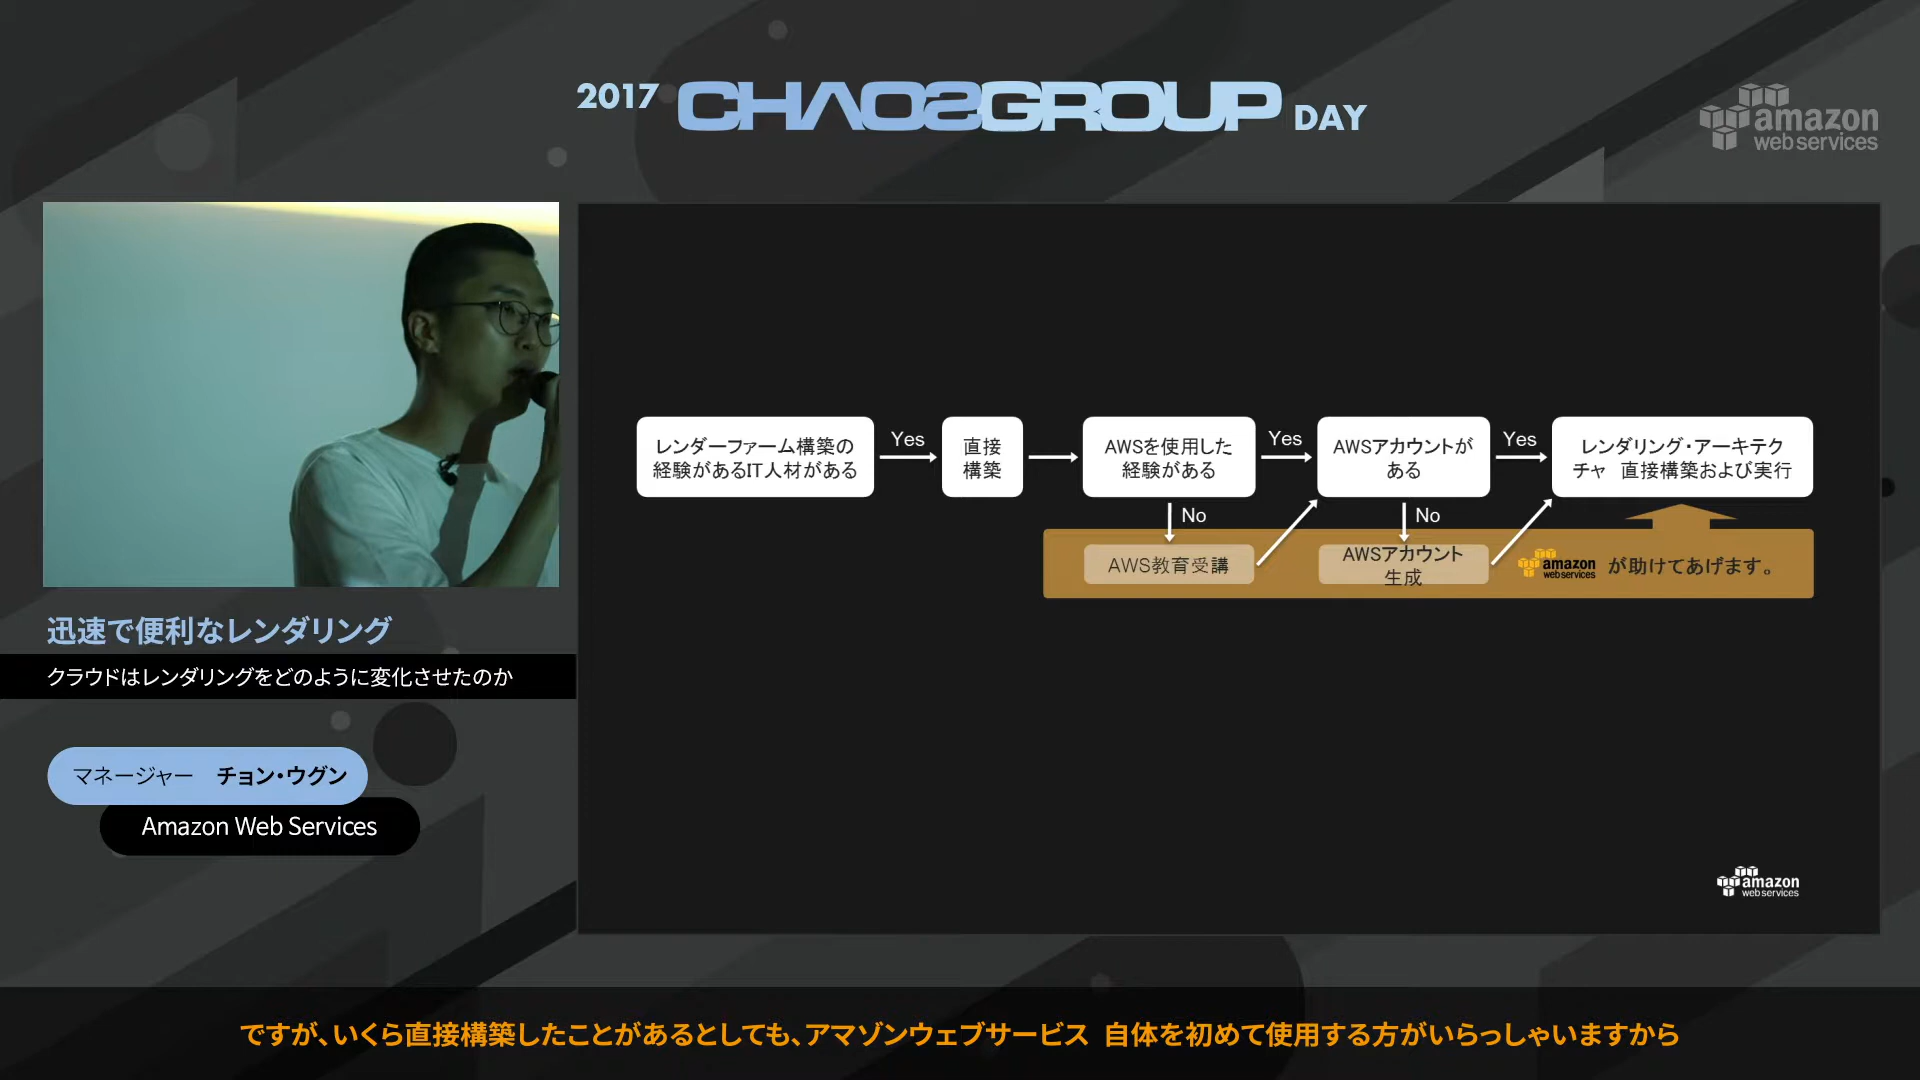 2017 CHAOSGROUP DAY
amazon
web services
レンダーファーム構築の
経験があるIT人材がある
Yes
直接
構築
AWSを使用した
経験がある
Yes
AWSアカウントが
ある
Yes
レンダリング・アーキテク
チャ 直接構築および実行
No
No
AWS教育受講
AWSアカウント
生成
amazon
web services
が助けてあげます。
迅速で便利なレンダリング
クラウドはレンダリングをどのように変化させたのか
マネージャー チョン・ウグン
Amazon Web Services
amazon
web services
ですが、いくら直接構築したことがあるとしても、アマゾンウェブサービス 自体を初めて使用する方がいらっしゃいますから